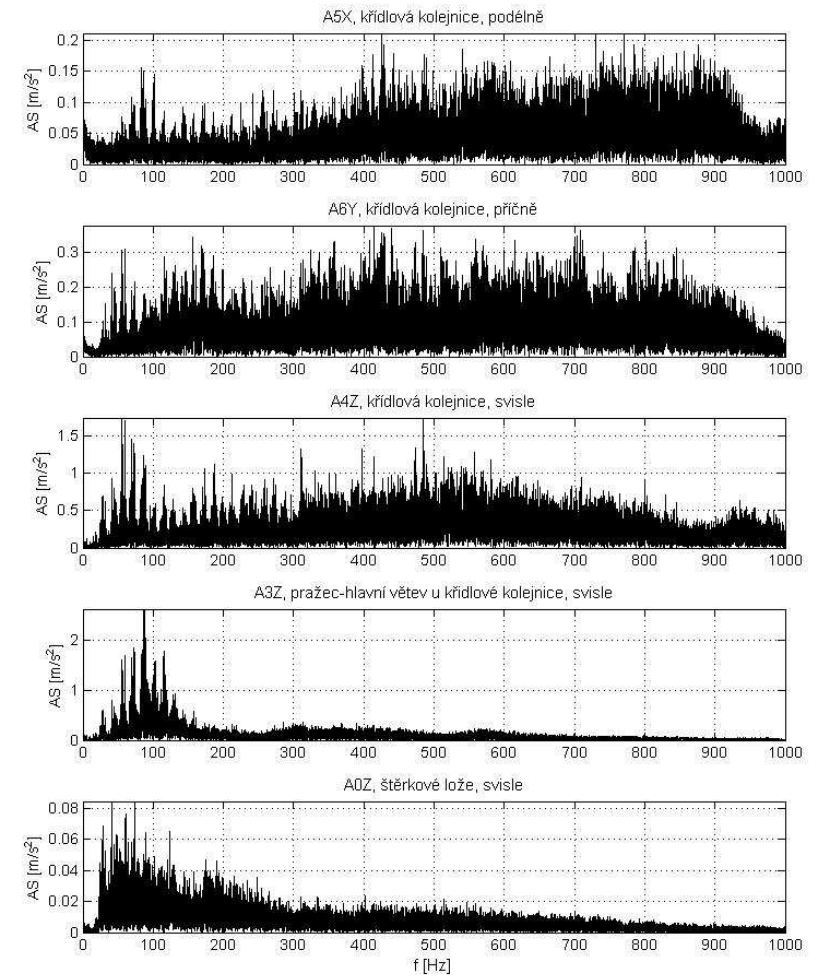 A5X, křídlová kolejnice, podélně
AS [m/s²]
0.2
0.15
0.1
0.05
0
0 100 200 300 400 500 600 700 800 900 1000
A6Y, křídlová kolejnice, příčně
AS [m/s²]
0.3
0.2
0.1
0
0 100 200 300 400 500 600 700 800 900 1000
A4Z, křídlová kolejnice, svisle
AS [m/s²]
1.5
1
0.5
0
0 100 200 300 400 500 600 700 800 900 1000
A3Z, pražec-hlavní větev u křídlové kolejnice, svisle
AS [m/s²]
2
1
0
0 100 200 300 400 500 600 700 800 900 1000
A0Z, štěrkové lože, svisle
AS [m/s²]
0.08
0.06
0.04
0.02
0
0 100 200 300 400 500 600 700 800 900 1000
f [Hz]